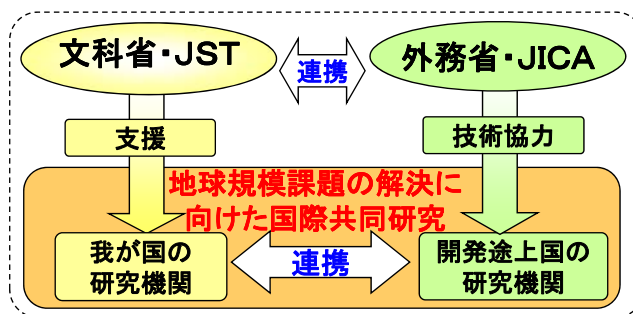 文科省・JST
連携
外務省・JICA
支援
技術協力
地球規模課題の解決に
向けた国際共同研究
我が国の
研究機関
連携
開発途上国の
研究機関